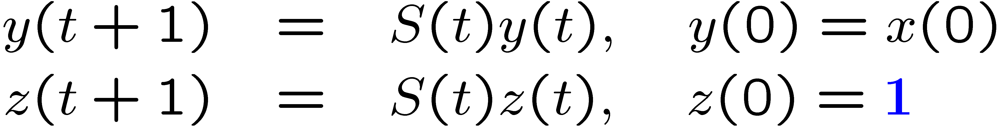 y(t + 1) = S(t)y(t), y(0) = x(0)
z(t + 1) = S(t)z(t), z(0) = 1